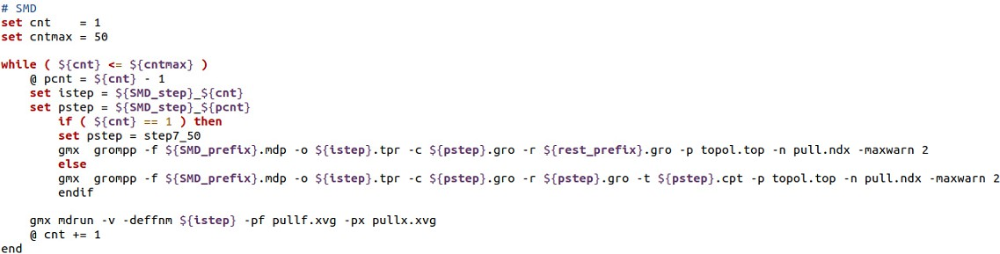 # SMD
set cnt    = 1
set cntmax = 50

while ( ${cnt} <= ${cntmax} )
    @ pcnt = ${cnt} - 1
    set istep = ${SMD_step}_${cnt}
    set pstep = ${SMD_step}_${pcnt}
        if ( ${cnt} == 1 ) then
        set pstep = step7_50
        gmx  grompp -f ${SMD_prefix}.mdp -o ${istep}.tpr -c ${pstep}.gro -r ${rest_prefix}.gro -p topol.top -n pull.ndx -maxwarn 2
        else
        gmx  grompp -f ${SMD_prefix}.mdp -o ${istep}.tpr -c ${pstep}.gro -r ${pstep}.gro -t ${pstep}.cpt -p topol.top -n pull.ndx -maxwarn 2
        endif

    gmx mdrun -v -deffnm ${istep} -pf pullf.xvg -px pullx.xvg
    @ cnt += 1
end